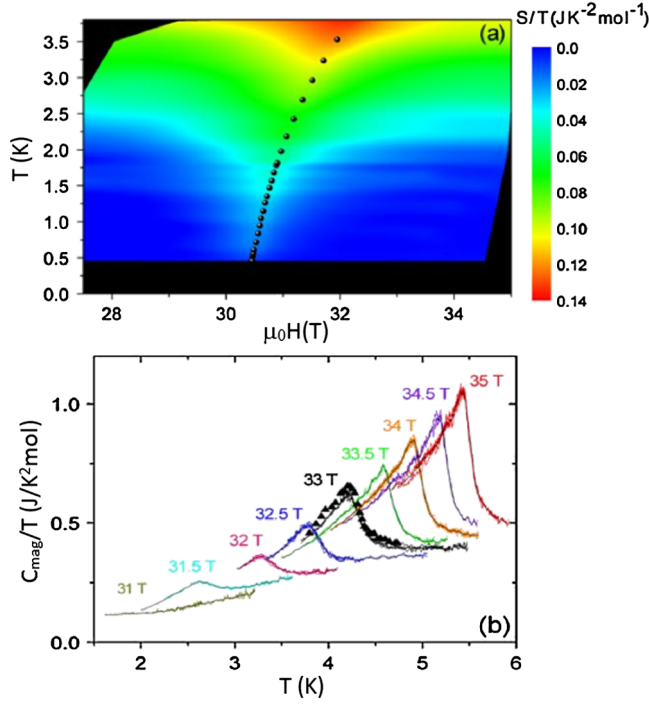 S/T(JK⁻²mol⁻¹)
(a)
3.5
3.0
2.5
2.0
1.5
1.0
0.5
0.0
T (K)
28 30 32 34
μ₀H(T)
0.0
0.02
0.04
0.06
0.08
0.10
0.12
0.14
35 T
34.5 T
34 T
33.5 T
33 T
32.5 T
32 T
31.5 T
31 T
1.0
0.5
0.0
Cmag/T (J/K²mol)
(b)
2 3 4 5 6
T (K)